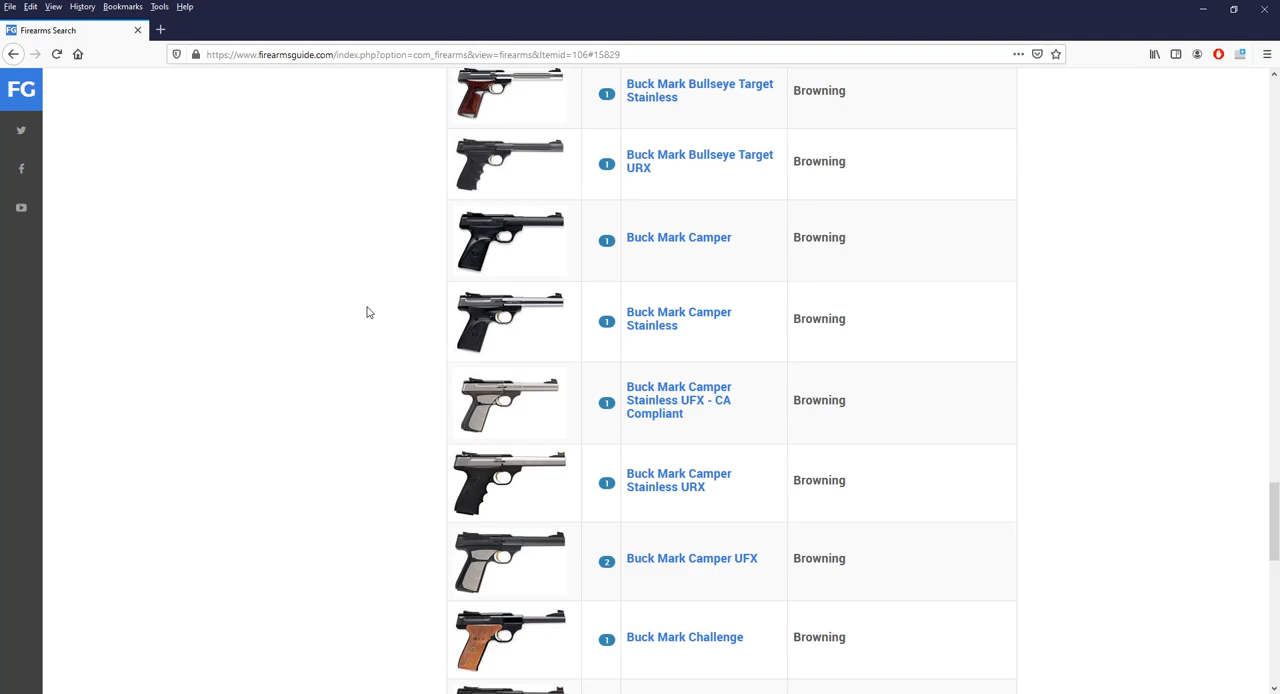 File Edit View History Bookmarks Tools Help
FG Firearms Search
https://www.firearmsguide.com/index.php?option=com_firearms&view=firearms&Itemid=106#15829
FG
1
Buck Mark Bullseye Target
Stainless
Browning
1
Buck Mark Bullseye Target
URX
Browning
1
Buck Mark Camper
Browning
1
Buck Mark Camper
Stainless
Browning
1
Buck Mark Camper
Stainless UFX - CA
Compliant
Browning
1
Buck Mark Camper
Stainless URX
Browning
2
Buck Mark Camper UFX
Browning
1
Buck Mark Challenge
Browning